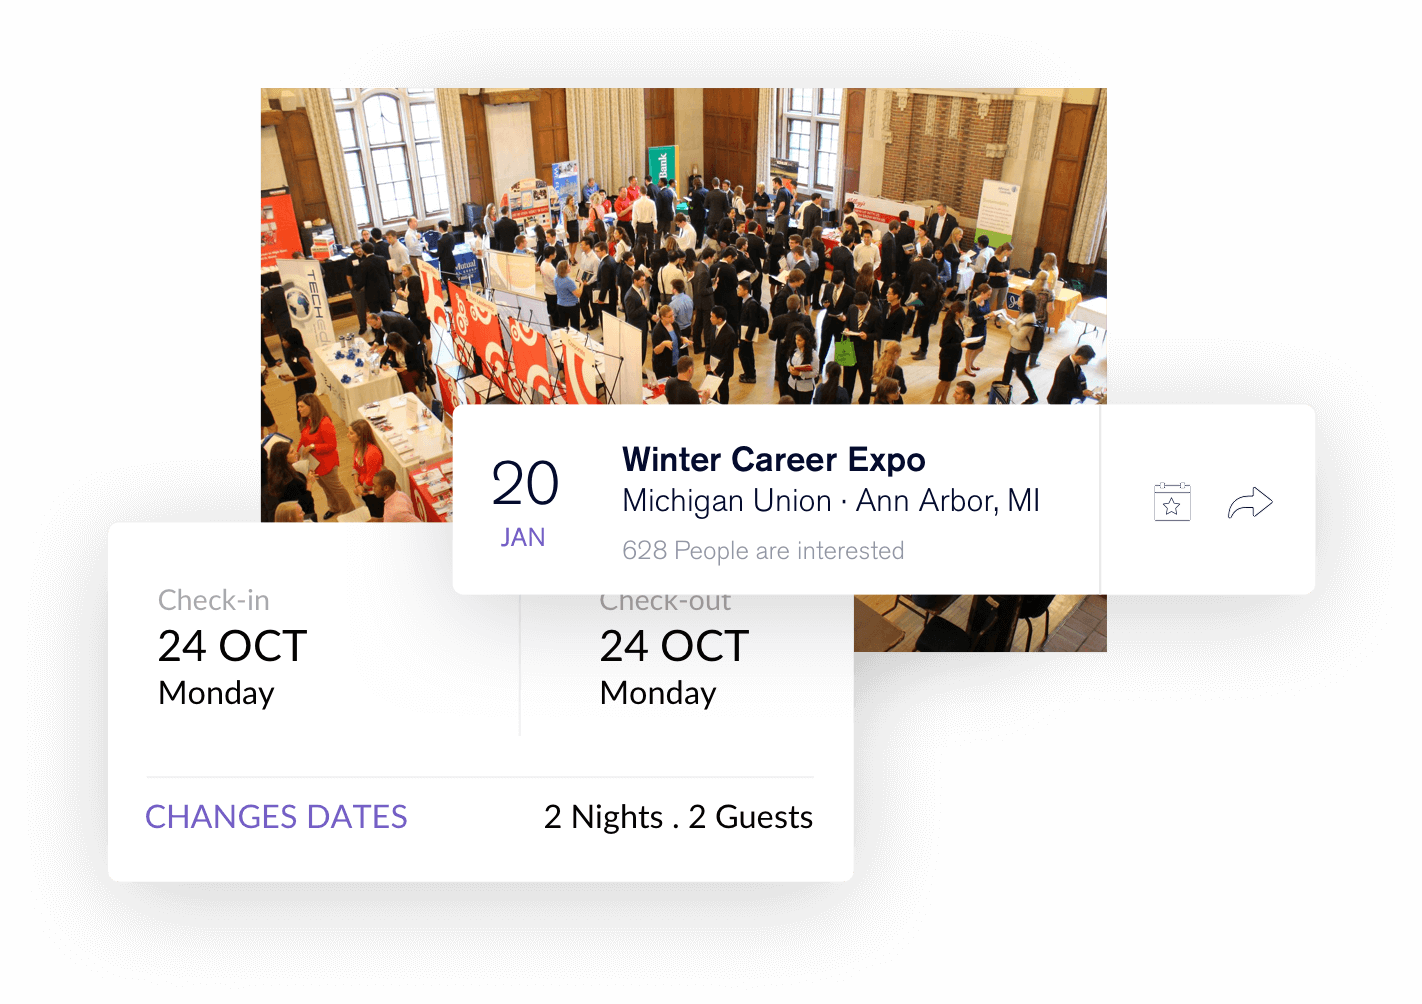 Bank
Mutual
TECH
20
JAN
Winter Career Expo
Michigan Union · Ann Arbor, MI
628 People are interested
Check-in
24 OCT
Monday
Check-out
24 OCT
Monday
CHANGES DATES
2 Nights . 2 Guests